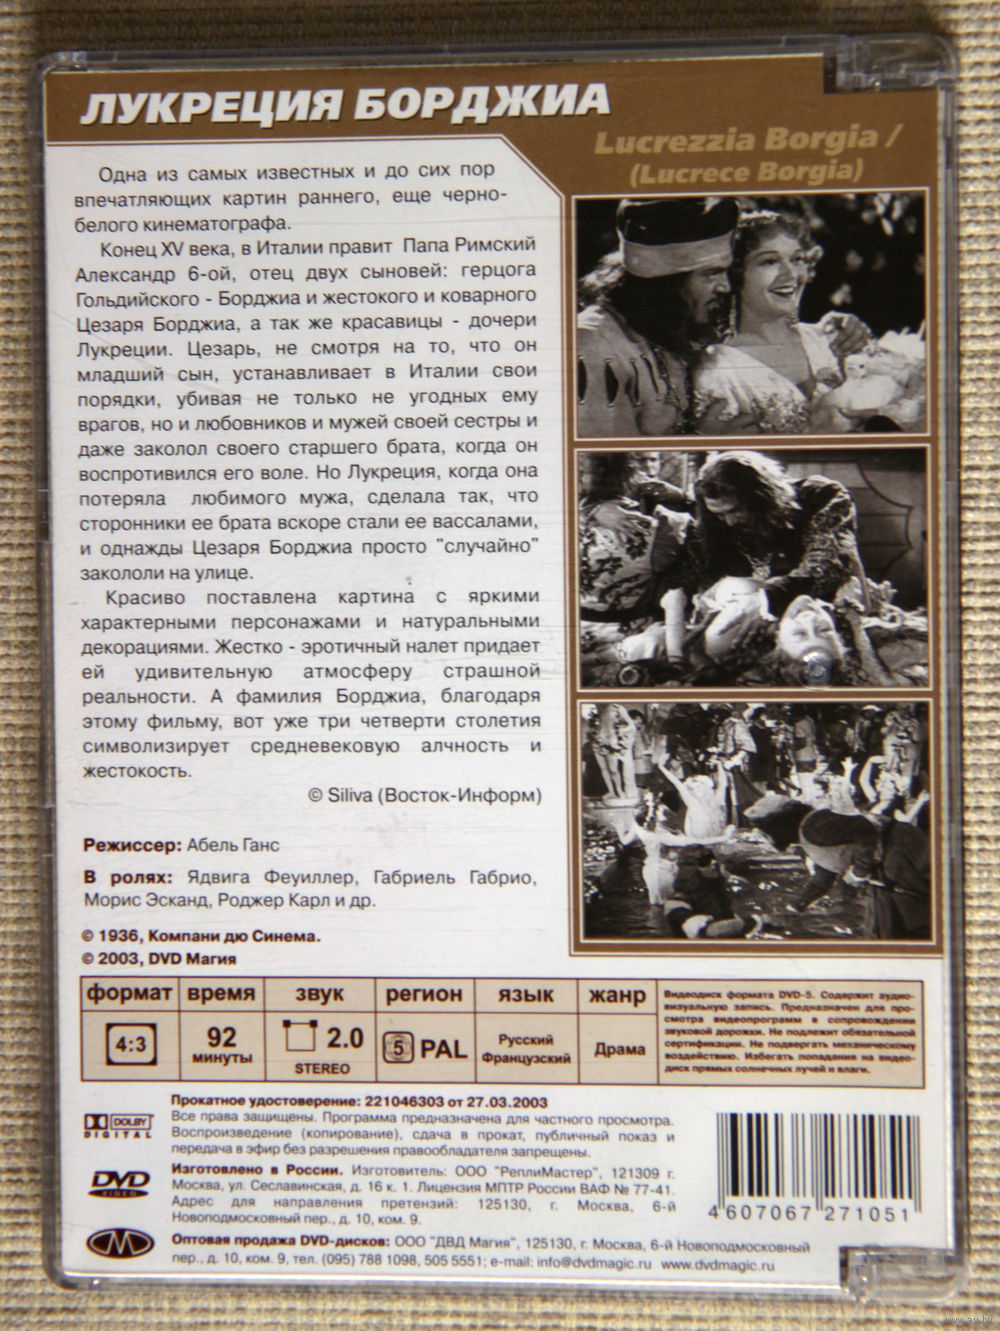 ЛУКРЕЦИЯ БОРДЖИА
Lucrezzia Borgia /
(Lucrece Borgia)
Одна из самых известных и до сих пор
впечатляющих картин раннего, еще черно-
белого кинематографа.
Конец XV века, в Италии правит Папа Римский
Александр 6-ой, отец двух сыновей: герцога
Гольдийского - Борджиа и жестокого и коварного
Цезаря Борджиа, а так же красавицы - дочери
Лукреции. Цезарь, не смотря на то, что он
младший сын, устанавливает в Италии свои
порядки, убивая не только не угодных ему
врагов, но и любовников и мужей своей сестры и
даже заколол своего старшего брата, когда он
воспротивился его воле. Но Лукреция, когда она
потеряла любимого мужа, сделала так, что
сторонники ее брата вскоре стали ее вассалами,
и однажды Цезаря Борджиа просто "случайно"
закололи на улице.
Красиво поставлена картина с яркими
характерными персонажами и натуральными
декорациями. Жестко - эротичный налет придает
ей удивительную атмосферу страшной
реальности. А фамилия Борджиа, благодаря
этому фильму, вот уже три четверти столетия
символизирует средневековую алчность и
жестокость.
© Siliva (Восток-Информ)
Режиссер: Абель Ганс
В ролях: Ядвига Феуиллер, Габриель Габрио,
Морис Эсканд, Роджер Карл и др.
© 1936, Компани дю Синема.
© 2003, DVD Магия
формат время звук регион язык жанр
4:3 92 минуты 2.0 STEREO 5 PAL Русский Французский Драма
Видеодиск формата DVD-5. Содержит аудио-
визуальную запись. Предназначен для про-
смотра видеопрограмм в сопровождении
звуковой дорожки. Не подлежит обязательной
сертификации. Не подвергать механическому
воздействию. Избегать попадания на видео-
диск прямых солнечных лучей и влаги.
DOLBY
DIGITAL
Прокатное удостоверение: 221046303 от 27.03.2003
Все права защищены. Программа предназначена для частного просмотра.
Воспроизведение (копирование), сдача в прокат, публичный показ и
передача в эфир без разрешения правообладателя запрещены.
DVD
VIDEO
Изготовлено в России. Изготовитель: ООО "РеплиМастер", 121309 г.
Москва, ул. Сеславинская, д. 16 к. 1. Лицензия МПТР России ВАФ № 77-41.
Адрес для направления претензий: 125130, г. Москва, 6-й
Новоподмосковный пер., д. 10, ком. 9.
4 607067 271051
Оптовая продажа DVD-дисков: ООО "ДВД Магия", 125130, г. Москва, 6-й Новоподмосковный
пер., д. 10, ком. 9, тел. (095) 788 1098, 505 5551; e-mail: info@dvdmagic.ru www.dvdmagic.ru